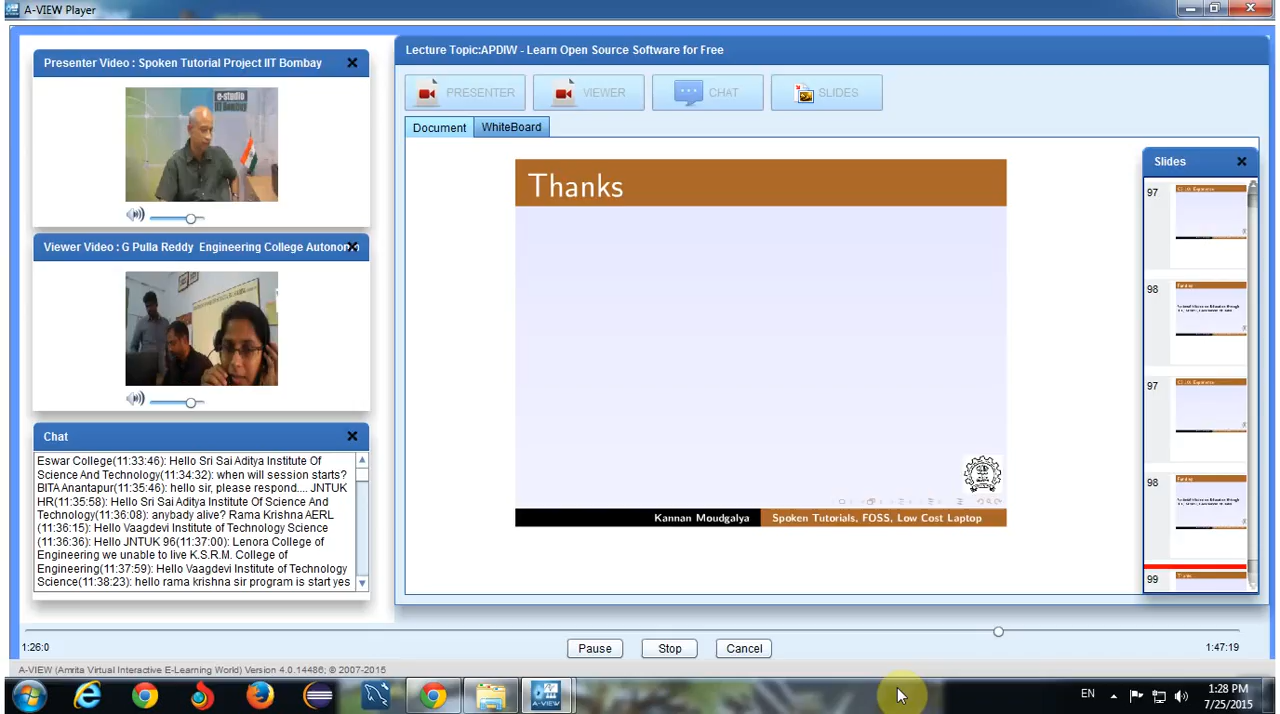 A-VIEW Player
Presenter Video : Spoken Tutorial Project IIT Bombay
e-studio
IIT Bombay
Viewer Video : G Pulla Reddy Engineering College Autonom
Chat
Eswar College(11:33:46): Hello Sri Sai Aditya Institute Of
Science And Technology(11:34:32): when will session starts?
BITA Anantapur(11:35:46): hello sir, please respond.... JNTUK
HR(11:35:58): Hello Sri Sai Aditya Institute Of Science And
Technology(11:36:08): anybady alive? Rama Krishna AERL
(11:36:15): Hello Vaagdevi Institute of Technology Science
(11:36:36): Hello JNTUK 96(11:37:00): Lenora College of
Engineering we unable to live K.S.R.M. College of
Engineering(11:37:59): Hello Vaagdevi Institute of Technology
Science(11:38:23): hello rama krishna sir program is start yes
Lecture Topic:APDIW - Learn Open Source Software for Free
PRESENTER
VIEWER
CHAT
SLIDES
Document
WhiteBoard
Thanks
Kannan Moudgalya
Spoken Tutorials, FOSS, Low Cost Laptop
Slides
97
98
Funding
97
98
Funding
99
Thanks
1:26:0
1:47:19
Pause
Stop
Cancel
A-VIEW (Amrita Virtual Interactive E-Learning World) Version 4.0.14486; © 2007-2015
A-VIEW
EN
1:28 PM
7/25/2015